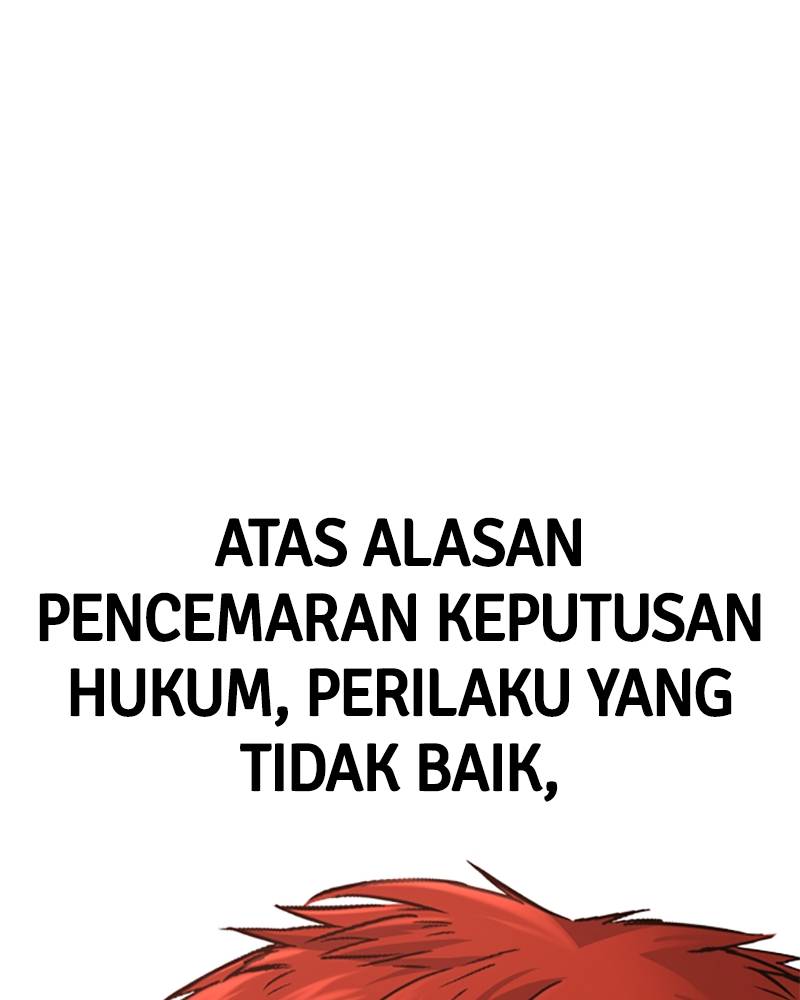 ATAS ALASAN
PENCEMARAN KEPUTUSAN
HUKUM, PERILAKU YANG
TIDAK BAIK,